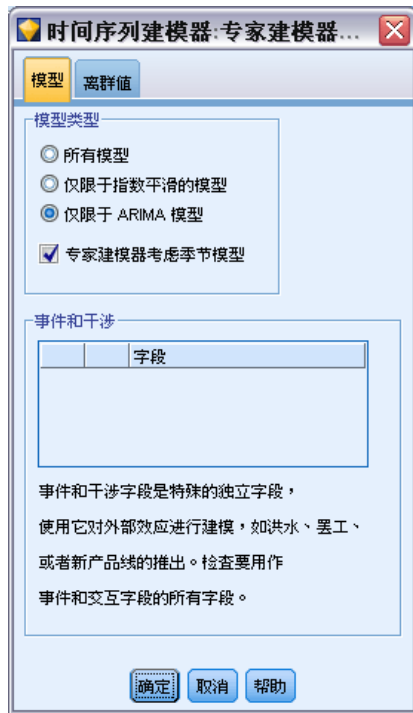 时间序列建模器:专家建模器...
模型 离群值
模型类型
所有模型
仅限于指数平滑的模型
仅限于 ARIMA 模型
专家建模器考虑季节模型
事件和干涉
字段
事件和干涉字段是特殊的独立字段，
使用它对外部效应进行建模，如洪水、罢工、
或者新产品线的推出。检查要用作
事件和交互字段的所有字段。
确定 取消 帮助